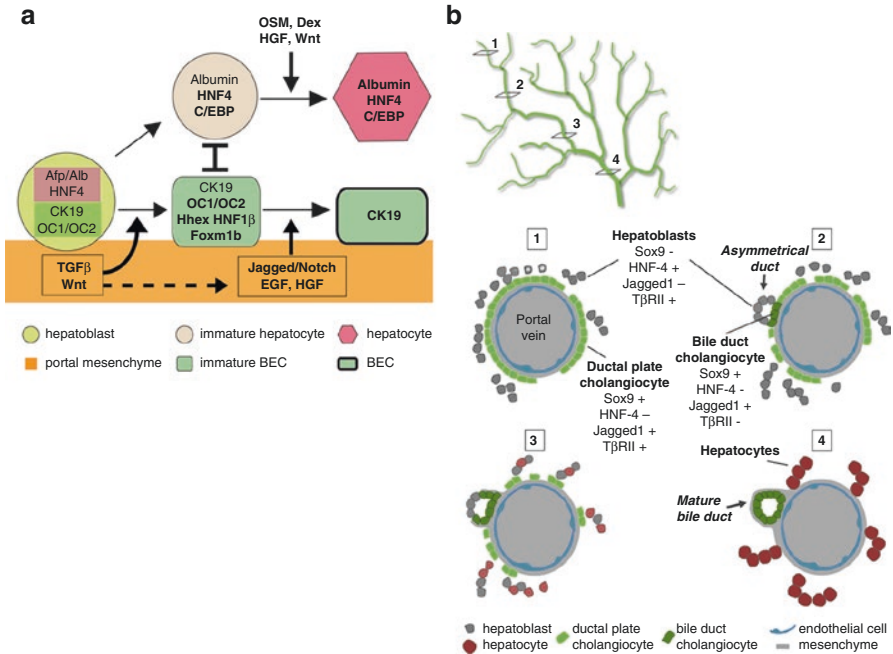 a
OSM, Dex
HGF, Wnt
Albumin
HNF4
C/EBP
Albumin
HNF4
C/EBP
Afp/Alb
HNF4
CK19
OC1/OC2
CK19
OC1/OC2
Hhex HNF1β
Foxm1b
CK19
TGFβ
Wnt
Jagged/Notch
EGF, HGF
hepatoblast
immature hepatocyte
hepatocyte
portal mesenchyme
immature BEC
BEC
b
1
2
3
4
1
Hepatoblasts
Sox9 -
HNF-4 +
Jagged1 –
TβRII +
Asymmetrical
duct
2
Portal
vein
Ductal plate
cholangiocyte
Sox9 +
HNF-4 –
Jagged1 +
TβRII +
Bile duct
cholangiocyte
Sox9 +
HNF-4 -
Jagged1 +
TβRII -
3
Hepatocytes
4
Mature
bile duct
hepatoblast
hepatocyte
ductal plate
cholangiocyte
bile duct
cholangiocyte
endothelial cell
mesenchyme